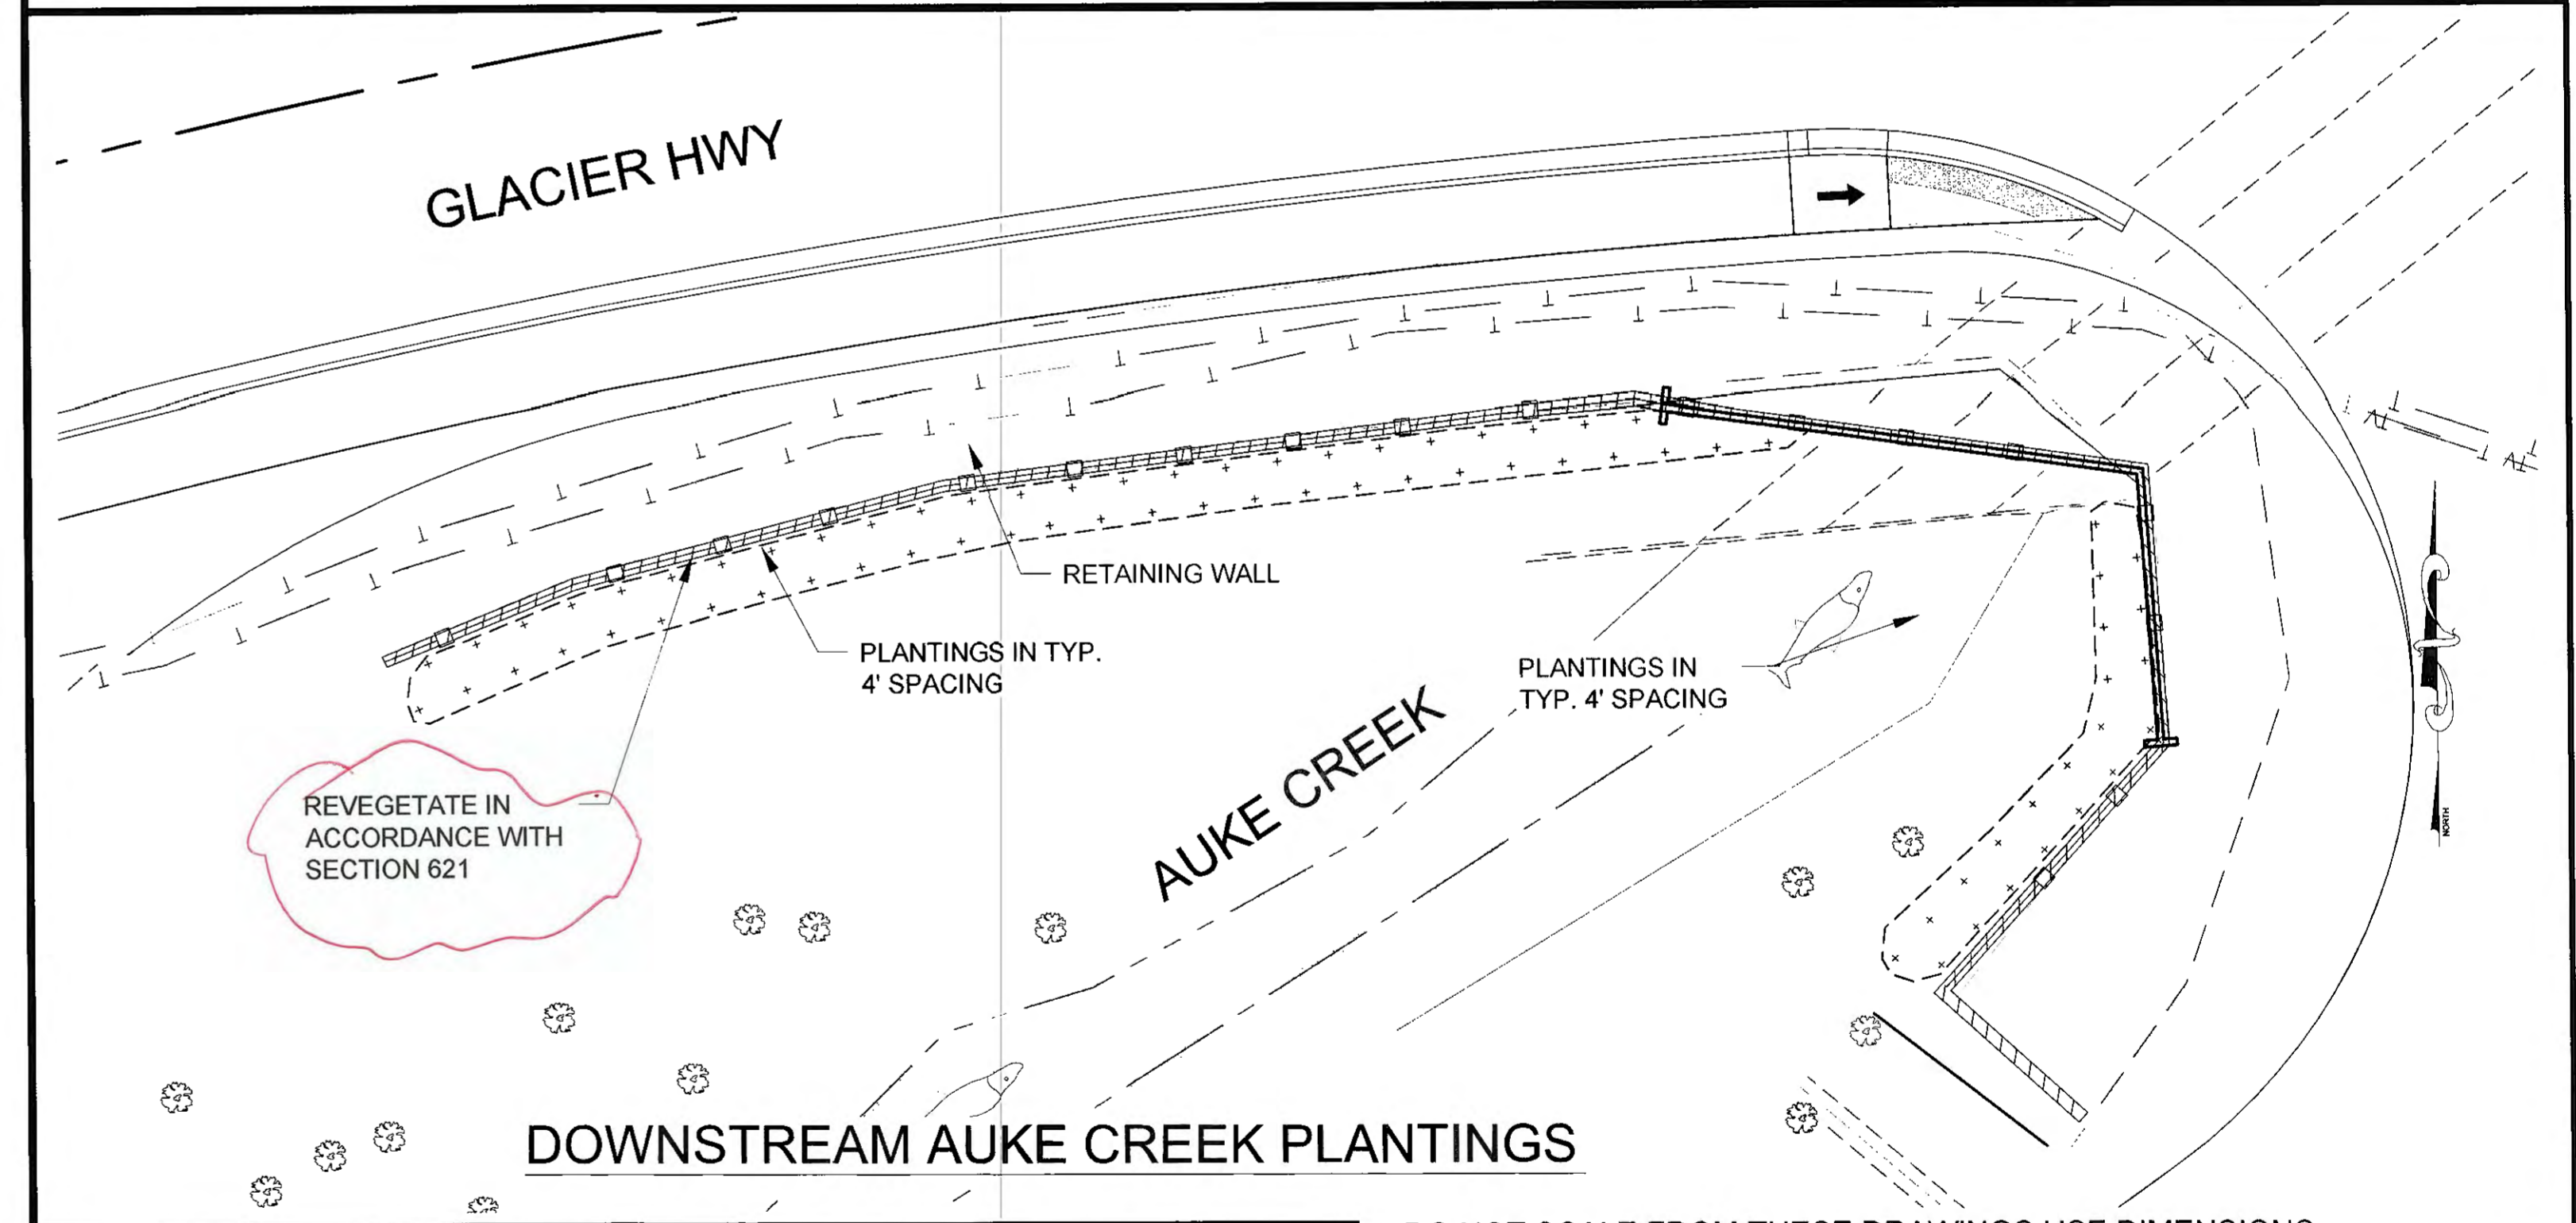 GLACIER HWY
RETAINING WALL
PLANTINGS IN TYP.
4' SPACING
PLANTINGS IN
TYP. 4' SPACING
AUKE CREEK
REVEGETATE IN
ACCORDANCE WITH
SECTION 621
NORTH
DOWNSTREAM AUKE CREEK PLANTINGS